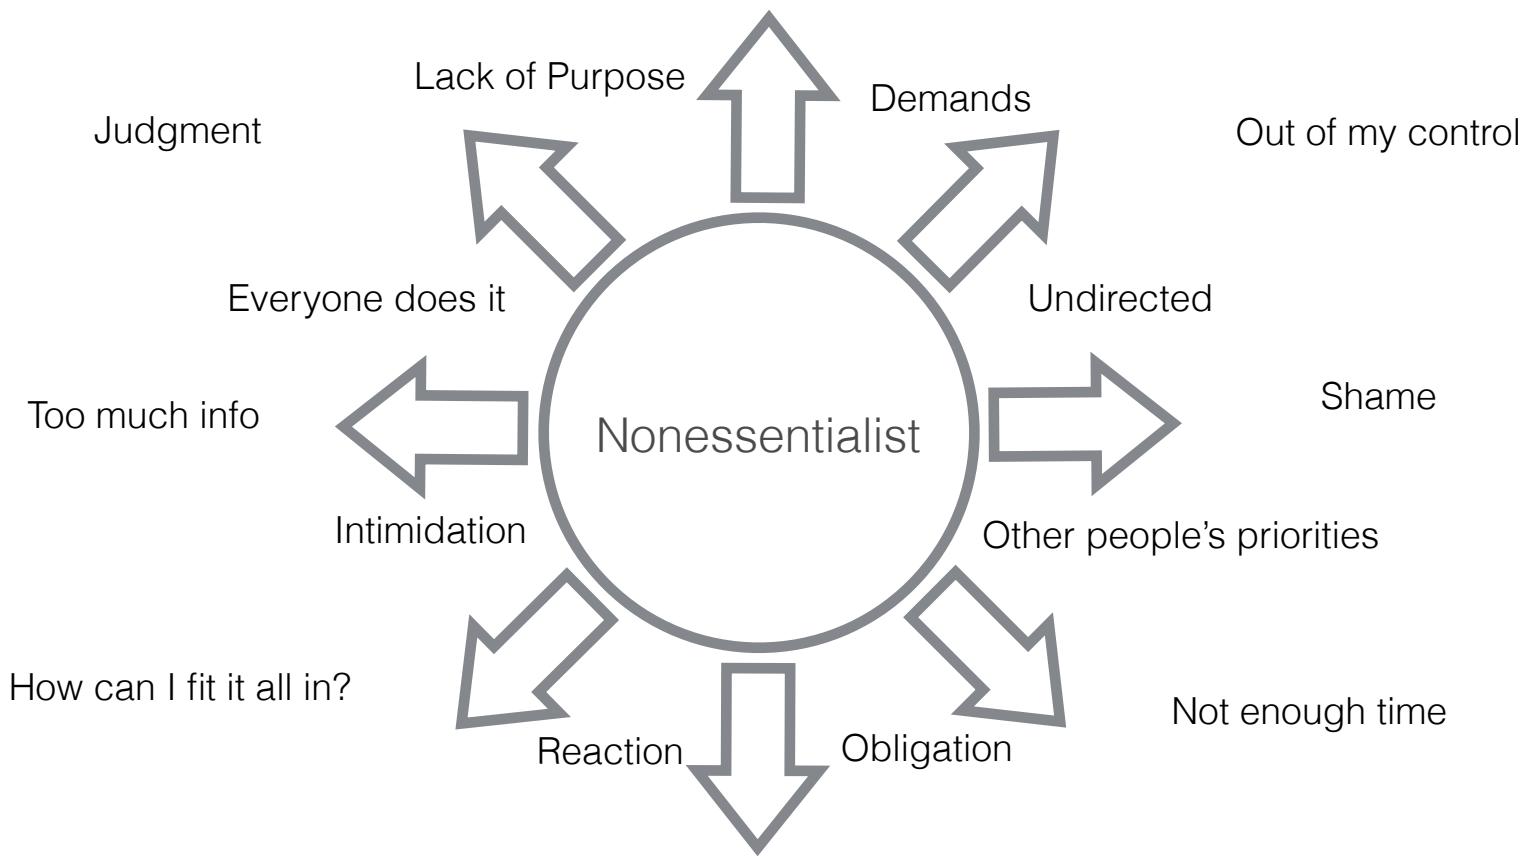 Lack of Purpose
Demands
Judgment
Out of my control
Everyone does it
Undirected
Too much info
Nonessentialist
Shame
Intimidation
Other people’s priorities
How can I fit it all in?
Not enough time
Reaction
Obligation